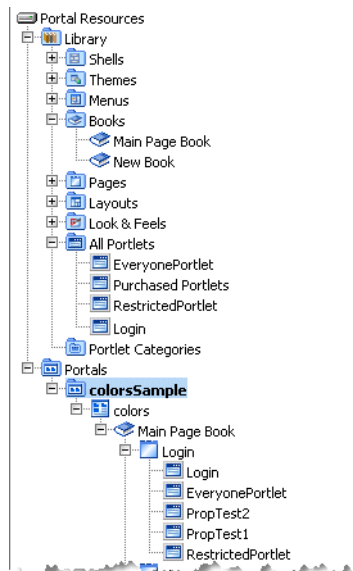 Portal Resources
Library
Shells
Themes
Menus
Books
Main Page Book
New Book
Pages
Layouts
Look & Feels
All Portlets
EveryonePortlet
Purchased Portlets
RestrictedPortlet
Login
Portlet Categories
Portals
colorsSample
colors
Main Page Book
Login
Login
EveryonePortlet
PropTest2
PropTest1
RestrictedPortlet